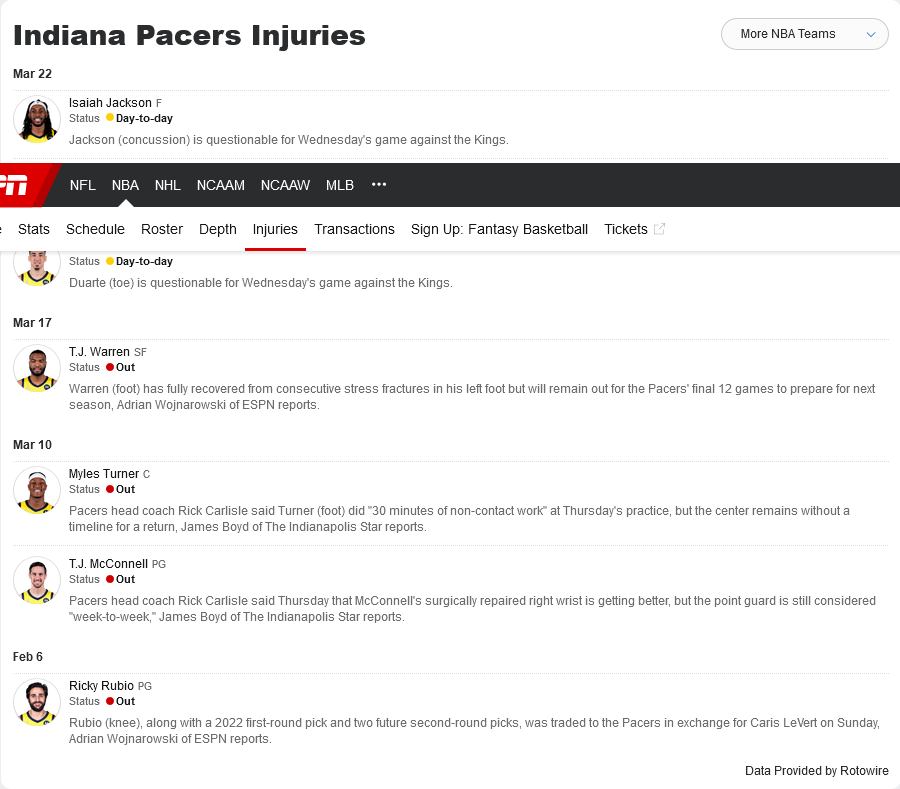 Indiana Pacers Injuries
More NBA Teams
Mar 22
Isaiah Jackson F
Status Day-to-day
Jackson (concussion) is questionable for Wednesday's game against the Kings.
NFL NBA NHL NCAAM NCAAW MLB •••
Stats Schedule Roster Depth Injuries Transactions Sign Up: Fantasy Basketball Tickets
Status Day-to-day
Duarte (toe) is questionable for Wednesday's game against the Kings.
Mar 17
T.J. Warren SF
Status Out
Warren (foot) has fully recovered from consecutive stress fractures in his left foot but will remain out for the Pacers' final 12 games to prepare for next
season, Adrian Wojnarowski of ESPN reports.
Mar 10
Myles Turner C
Status Out
Pacers head coach Rick Carlisle said Turner (foot) did "30 minutes of non-contact work" at Thursday's practice, but the center remains without a
timeline for a return, James Boyd of The Indianapolis Star reports.
T.J. McConnell PG
Status Out
Pacers head coach Rick Carlisle said Thursday that McConnell's surgically repaired right wrist is getting better, but the point guard is still considered
"week-to-week," James Boyd of The Indianapolis Star reports.
Feb 6
Ricky Rubio PG
Status Out
Rubio (knee), along with a 2022 first-round pick and two future second-round picks, was traded to the Pacers in exchange for Caris LeVert on Sunday,
Adrian Wojnarowski of ESPN reports.
Data Provided by Rotowire